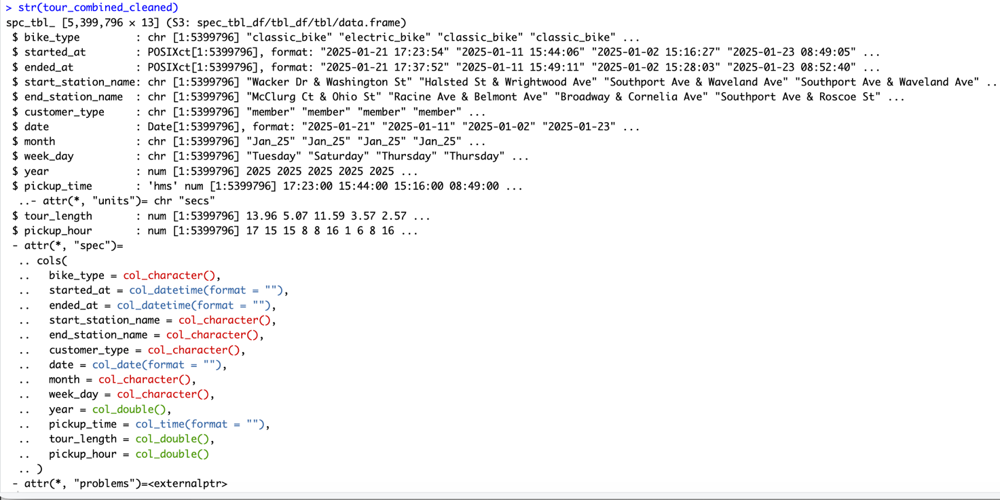 > str(tour_combined_cleaned)
spc_tbl_ [5,399,796 × 13] (S3: spec_tbl_df/tbl_df/tbl/data.frame)
 $ bike_type         : chr [1:5399796] "classic_bike" "electric_bike" "classic_bike" "classic_bike" ...
 $ started_at        : POSIXct[1:5399796], format: "2025-01-21 17:23:54" "2025-01-11 15:44:06" "2025-01-02 15:16:27" "2025-01-23 08:49:05" ...
 $ ended_at          : POSIXct[1:5399796], format: "2025-01-21 17:37:52" "2025-01-11 15:49:11" "2025-01-02 15:28:03" "2025-01-23 08:52:40" ...
 $ start_station_name: chr [1:5399796] "Wacker Dr & Washington St" "Halsted St & Wrightwood Ave" "Southport Ave & Waveland Ave" "Southport Ave & Waveland Ave" ..
 $ end_station_name  : chr [1:5399796] "McClurg Ct & Ohio St" "Racine Ave & Belmont Ave" "Broadway & Cornelia Ave" "Southport Ave & Roscoe St" ...
 $ customer_type     : chr [1:5399796] "member" "member" "member" "member" ...
 $ date              : Date[1:5399796], format: "2025-01-21" "2025-01-11" "2025-01-02" "2025-01-23" ...
 $ month             : chr [1:5399796] "Jan_25" "Jan_25" "Jan_25" "Jan_25" ...
 $ week_day          : chr [1:5399796] "Tuesday" "Saturday" "Thursday" "Thursday" ...
 $ year              : num [1:5399796] 2025 2025 2025 2025 2025 ...
 $ pickup_time       : 'hms' num [1:5399796] 17:23:00 15:44:00 15:16:00 08:49:00 ...
  ..- attr(*, "units")= chr "secs"
 $ tour_length       : num [1:5399796] 13.96 5.07 11.59 3.57 2.57 ...
 $ pickup_hour       : num [1:5399796] 17 15 15 8 8 16 1 6 8 16 ...
 - attr(*, "spec")=
  .. cols(
  ..   bike_type = col_character(),
  ..   started_at = col_datetime(format = ""),
  ..   ended_at = col_datetime(format = ""),
  ..   start_station_name = col_character(),
  ..   end_station_name = col_character(),
  ..   customer_type = col_character(),
  ..   date = col_date(format = ""),
  ..   month = col_character(),
  ..   week_day = col_character(),
  ..   year = col_double(),
  ..   pickup_time = col_time(format = ""),
  ..   tour_length = col_double(),
  ..   pickup_hour = col_double()
  .. )
 - attr(*, "problems")=<externalptr>